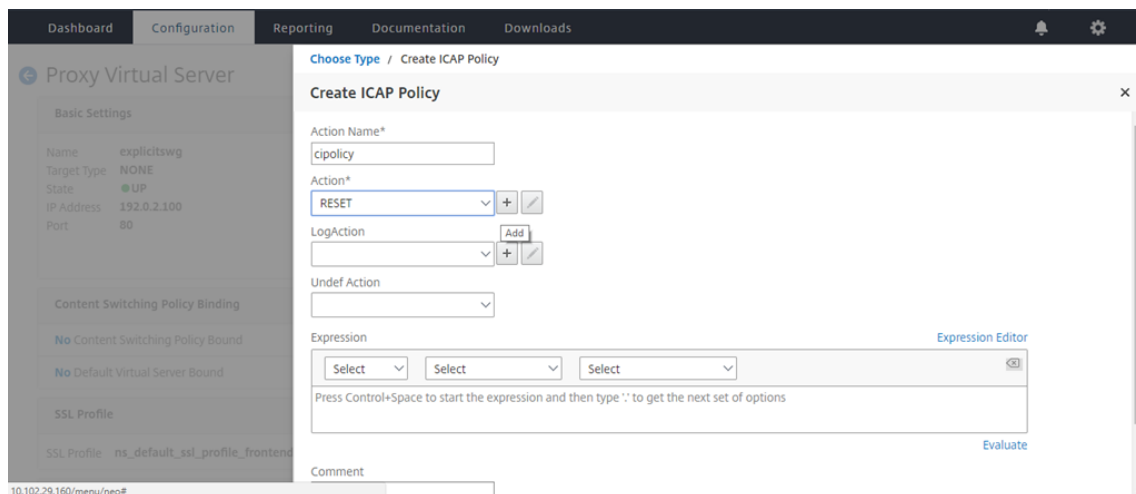 Dashboard Configuration Reporting Documentation Downloads
Proxy Virtual Server
Basic Settings
Name explicitswg
Target Type NONE
State UP
IP Address 192.0.2.100
Port 80
Content Switching Policy Binding
No Content Switching Policy Bound
No Default Virtual Server Bound
SSL Profile
SSL Profile ns_default_ssl_profile_frontend
10.102.29.160/menu/neo#
Choose Type / Create ICAP Policy
Create ICAP Policy
Action Name*
cipolicy
Action*
RESET
Add
LogAction
Undef Action
Expression Expression Editor
Select Select Select
Press Control+Space to start the expression and then type '.' to get the next set of options
Evaluate
Comment